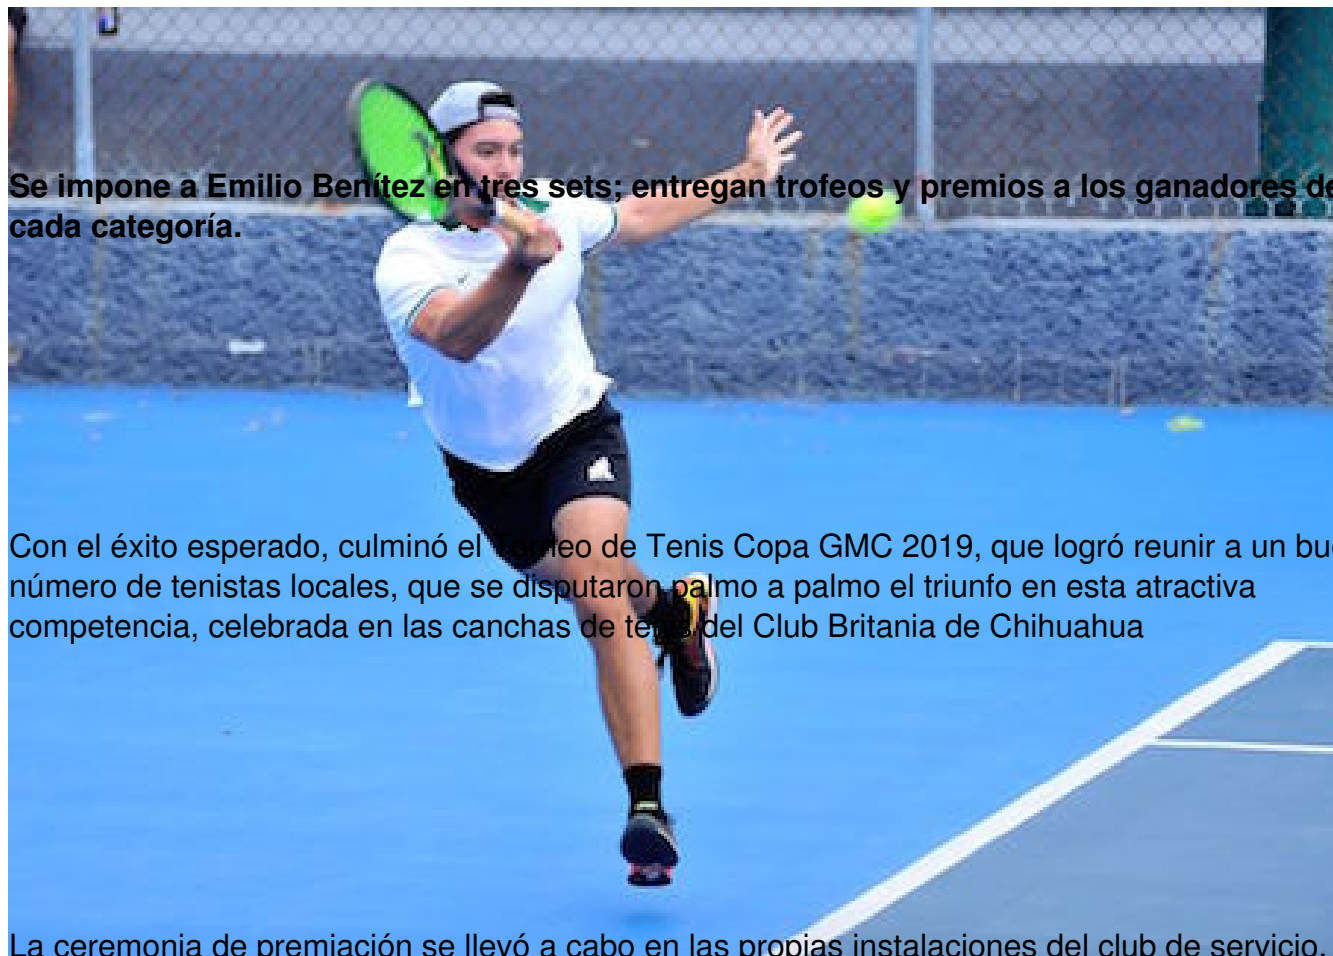 Se impone a Emilio Benítez en tres sets; entregan trofeos y premios a los ganadores de
cada categoría.
Con el éxito esperado, culminó el Torneo de Tenis Copa GMC 2019, que logró reunir a un
número de tenistas locales, que se disputaron palmo a palmo el triunfo en esta atractiva
competencia, celebrada en las canchas de tenis del Club Britania de Chihuahua
La ceremonia de premiación se llevó a cabo en las propias instalaciones del club de servicio,